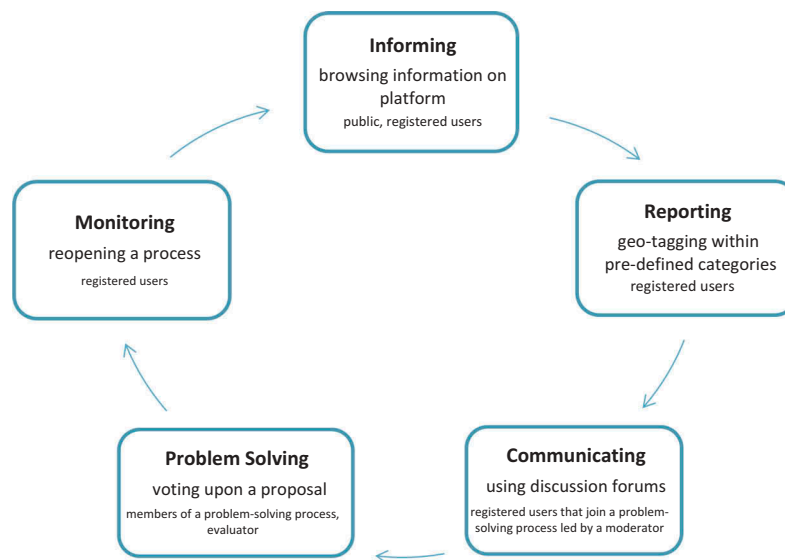 Informing
browsing information on
platform
public, registered users
Reporting
geo-tagging within
pre-defined categories
registered users
Communicating
using discussion forums
registered users that join a problem-
solving process led by a moderator
Problem Solving
voting upon a proposal
members of a problem-solving process,
evaluator
Monitoring
reopening a process
registered users